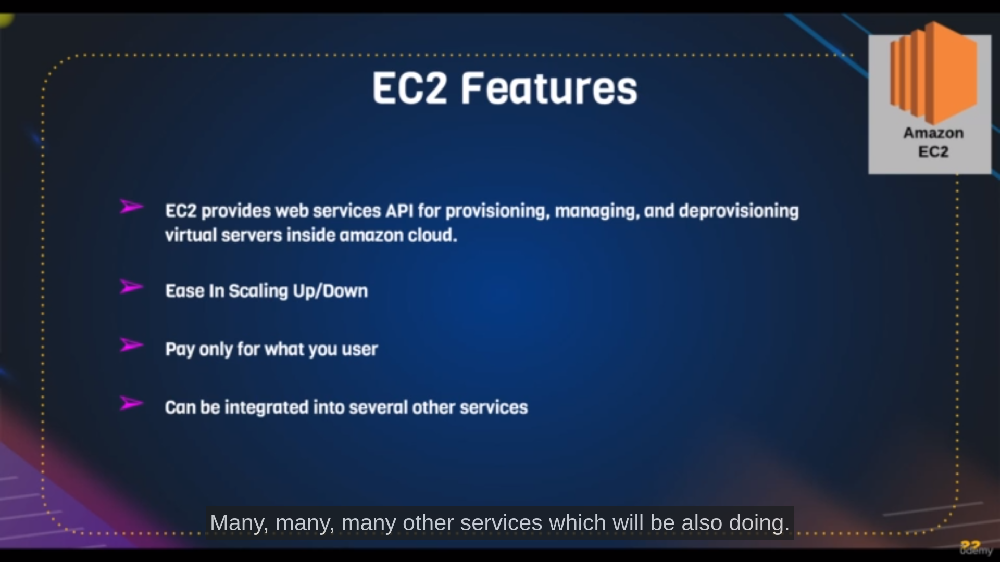 EC2 Features
Amazon
EC2
EC2 provides web services API for provisioning, managing, and deprovisioning
virtual servers inside amazon cloud.
Ease In Scaling Up/Down
Pay only for what you user
Can be integrated into several other services
Many, many, many other services which will be also doing.
22
ûdemy